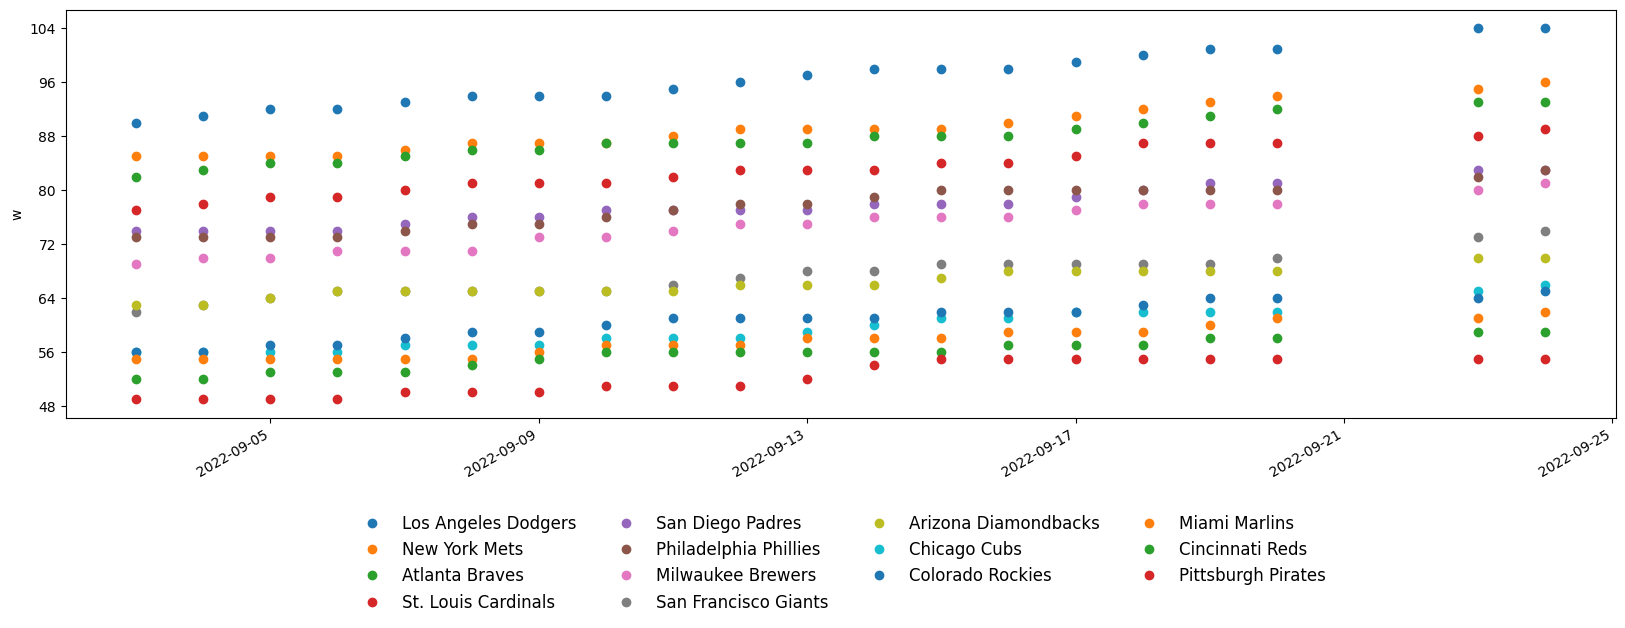 104
96
88
80
72
64
56
48
w
2022-09-05
2022-09-09
2022-09-13
2022-09-17
2022-09-21
2022-09-25
Los Angeles Dodgers
New York Mets
Atlanta Braves
St. Louis Cardinals
San Diego Padres
Philadelphia Phillies
Milwaukee Brewers
San Francisco Giants
Arizona Diamondbacks
Chicago Cubs
Colorado Rockies
Miami Marlins
Cincinnati Reds
Pittsburgh Pirates